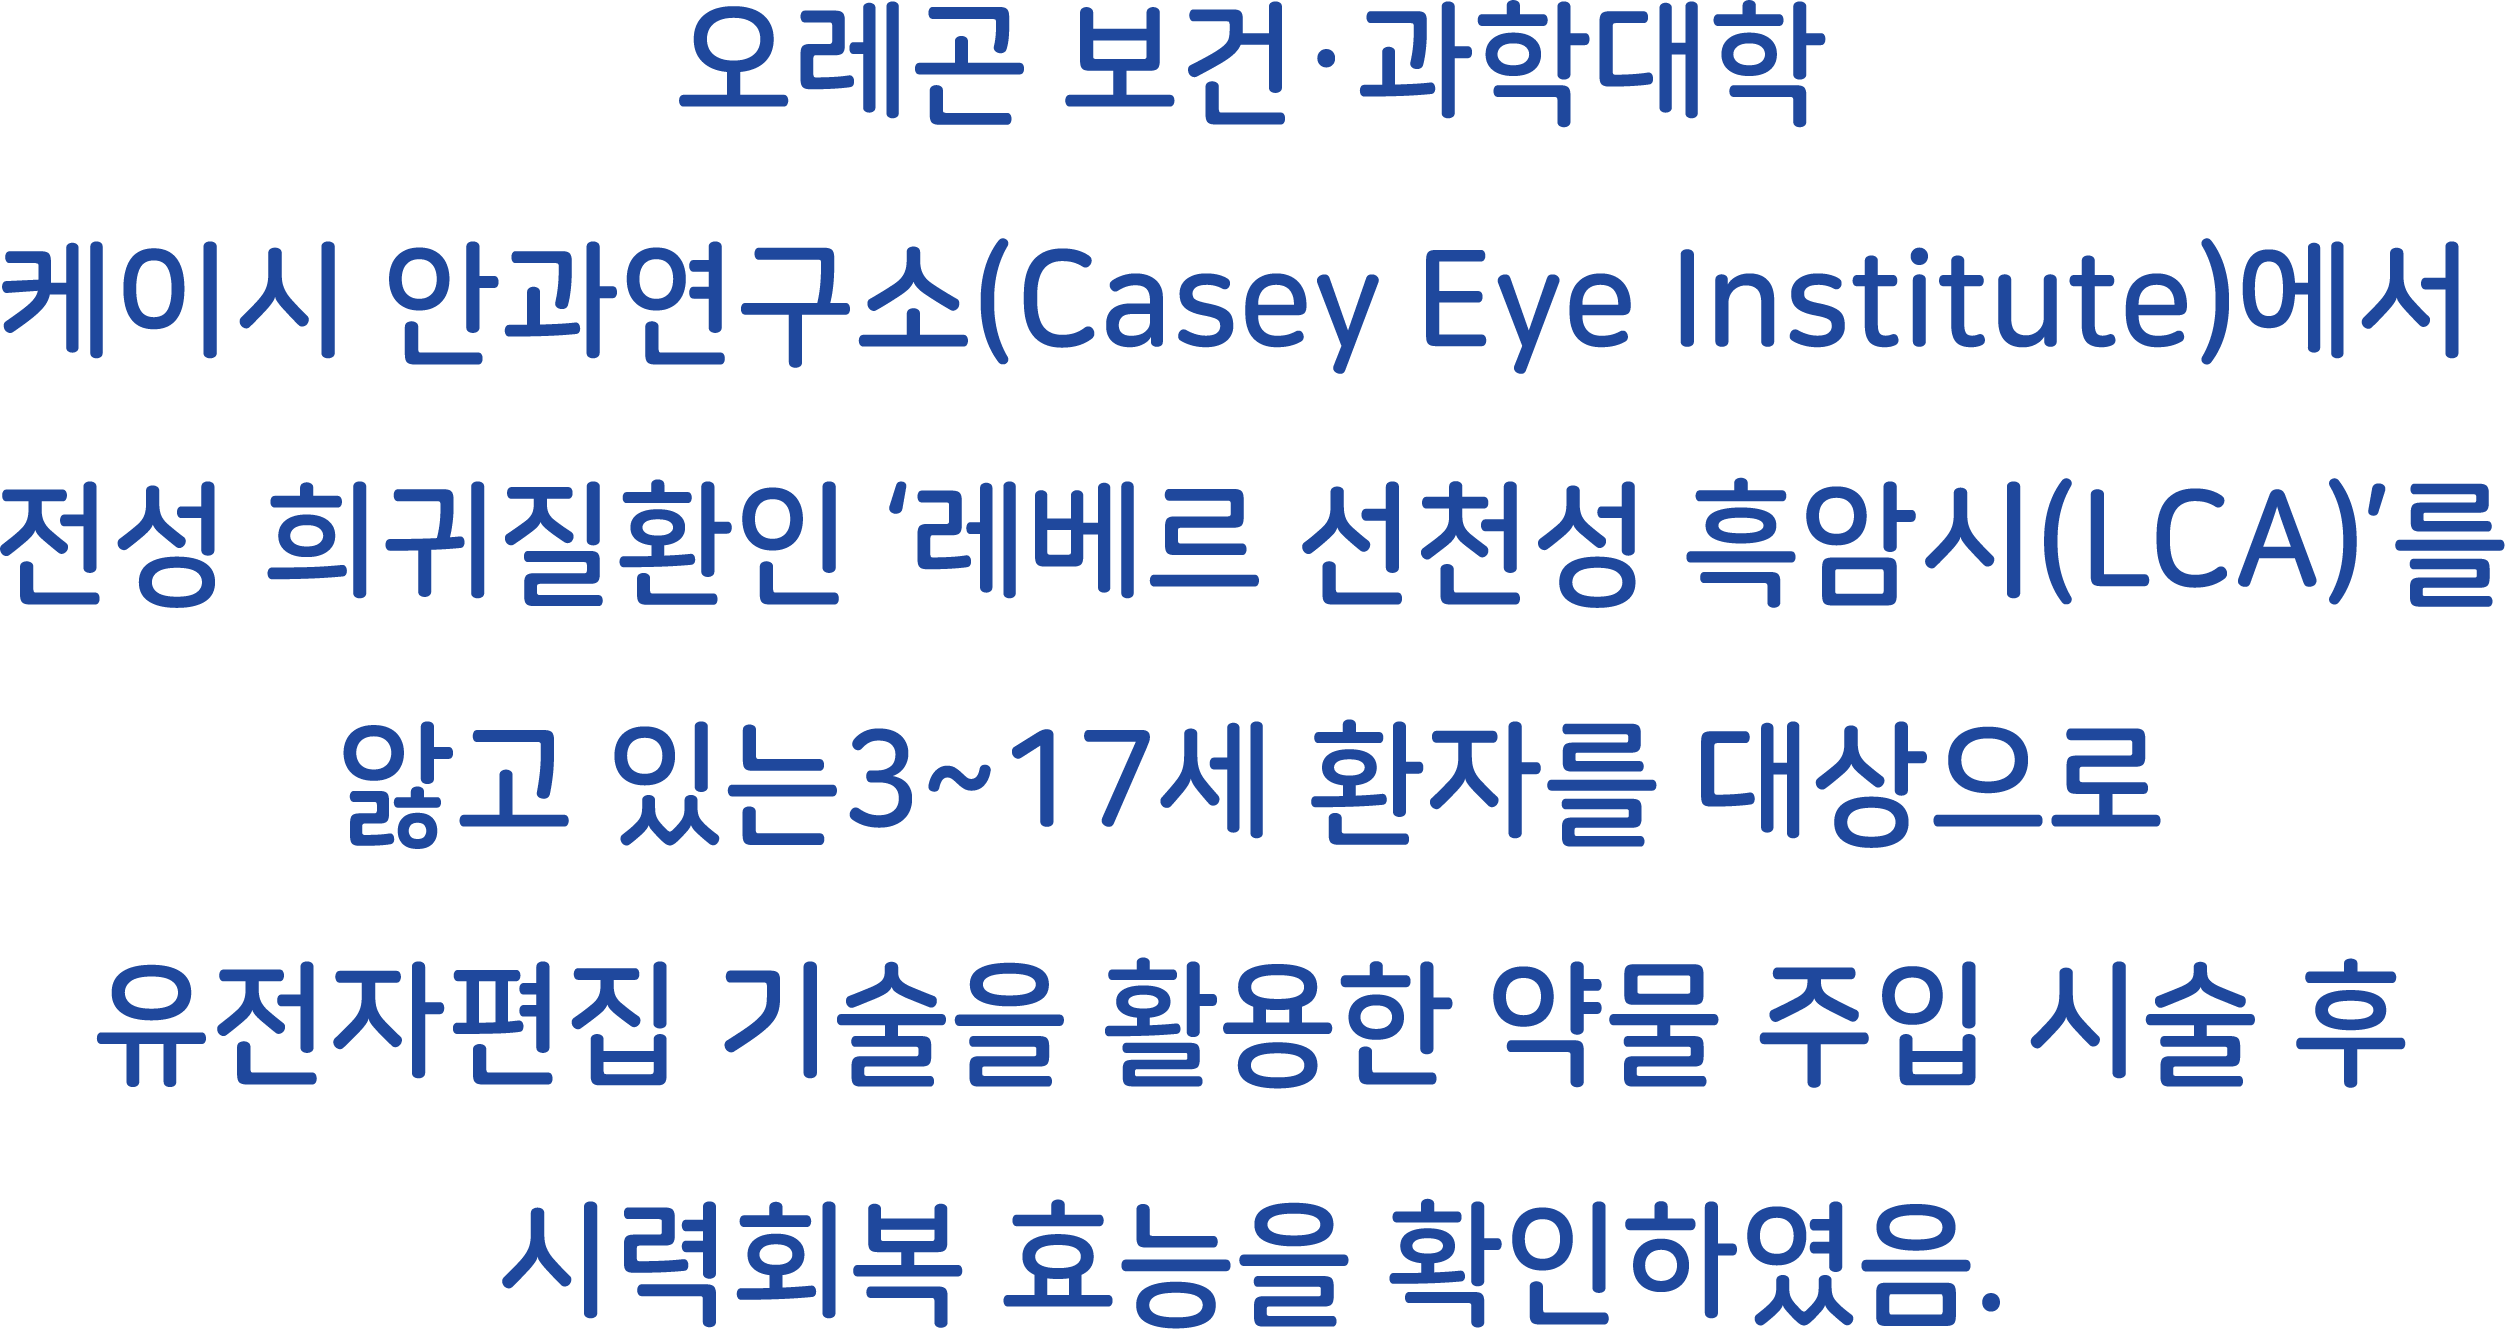 오레곤 보건·과학대학
케이시 안과연구소(Casey Eye Institute)에서
전성 희귀질환인 '레베르 선천성 흑암시(LCA)'를
앓고 있는3~17세 환자를 대상으로
유전자편집 기술을 활용한 약물 주입 시술후
시력회복 효능을 확인하였음.